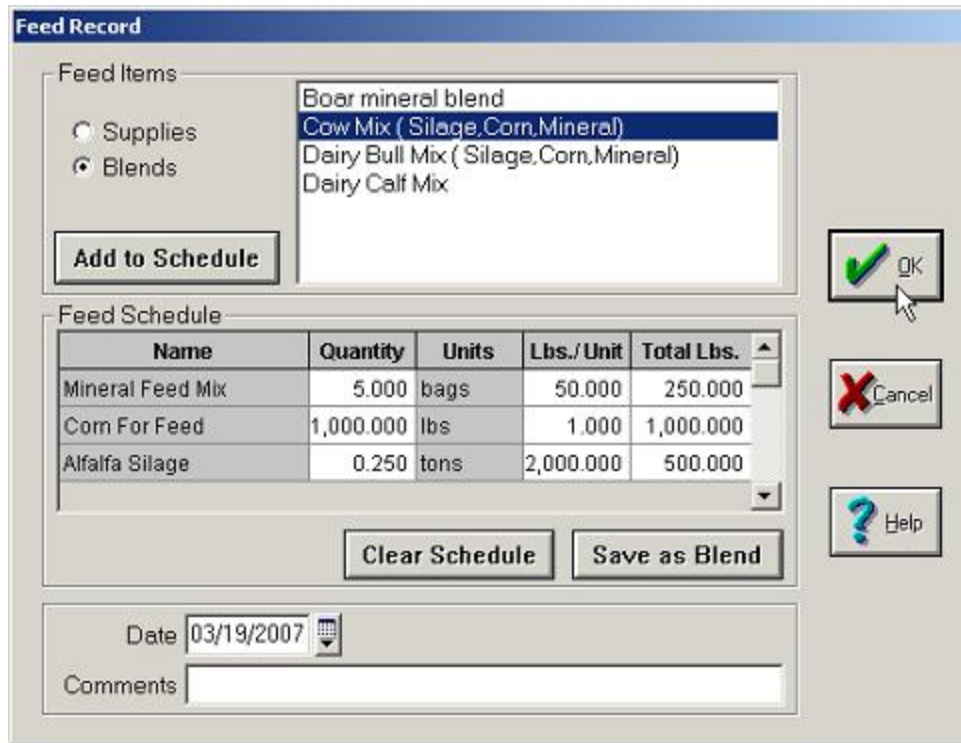 Feed Record
Feed Items
Supplies
Blends
Boar mineral blend
Cow Mix ( Silage,Corn,Mineral)
Dairy Bull Mix ( Silage,Corn,Mineral)
Dairy Calf Mix
Add to Schedule
OK
Feed Schedule
Name Quantity Units Lbs./Unit Total Lbs.
Mineral Feed Mix 5.000 bags 50.000 250.000
Corn For Feed 1,000.000 lbs 1.000 1,000.000
Alfalfa Silage 0.250 tons 2,000.000 500.000
Cancel
Help
Clear Schedule Save as Blend
Date 03/19/2007
Comments